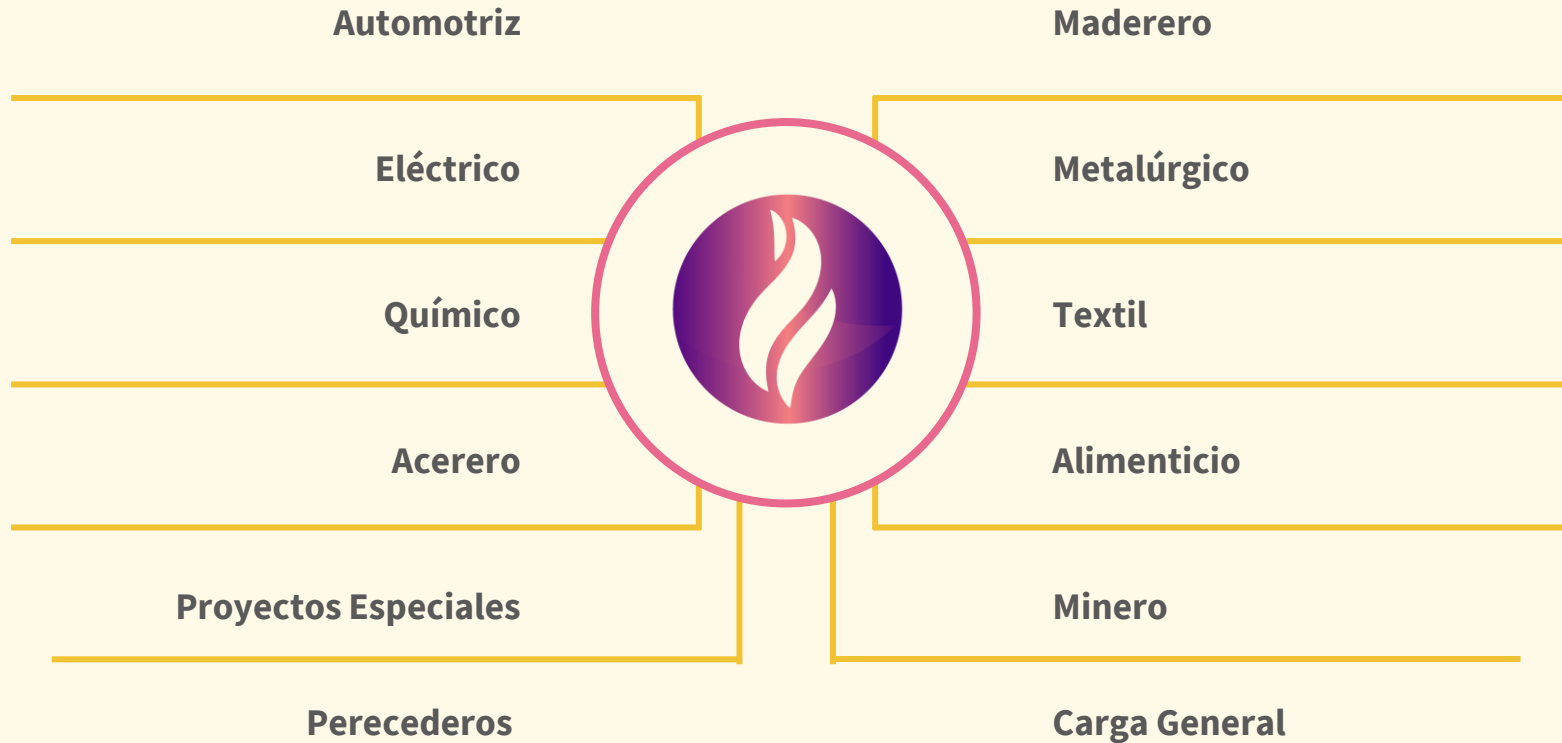 Automotriz
Maderero
Eléctrico
Metalúrgico
Químico
Textil
Acerero
Alimenticio
Proyectos Especiales
Minero
Perecederos
Carga General